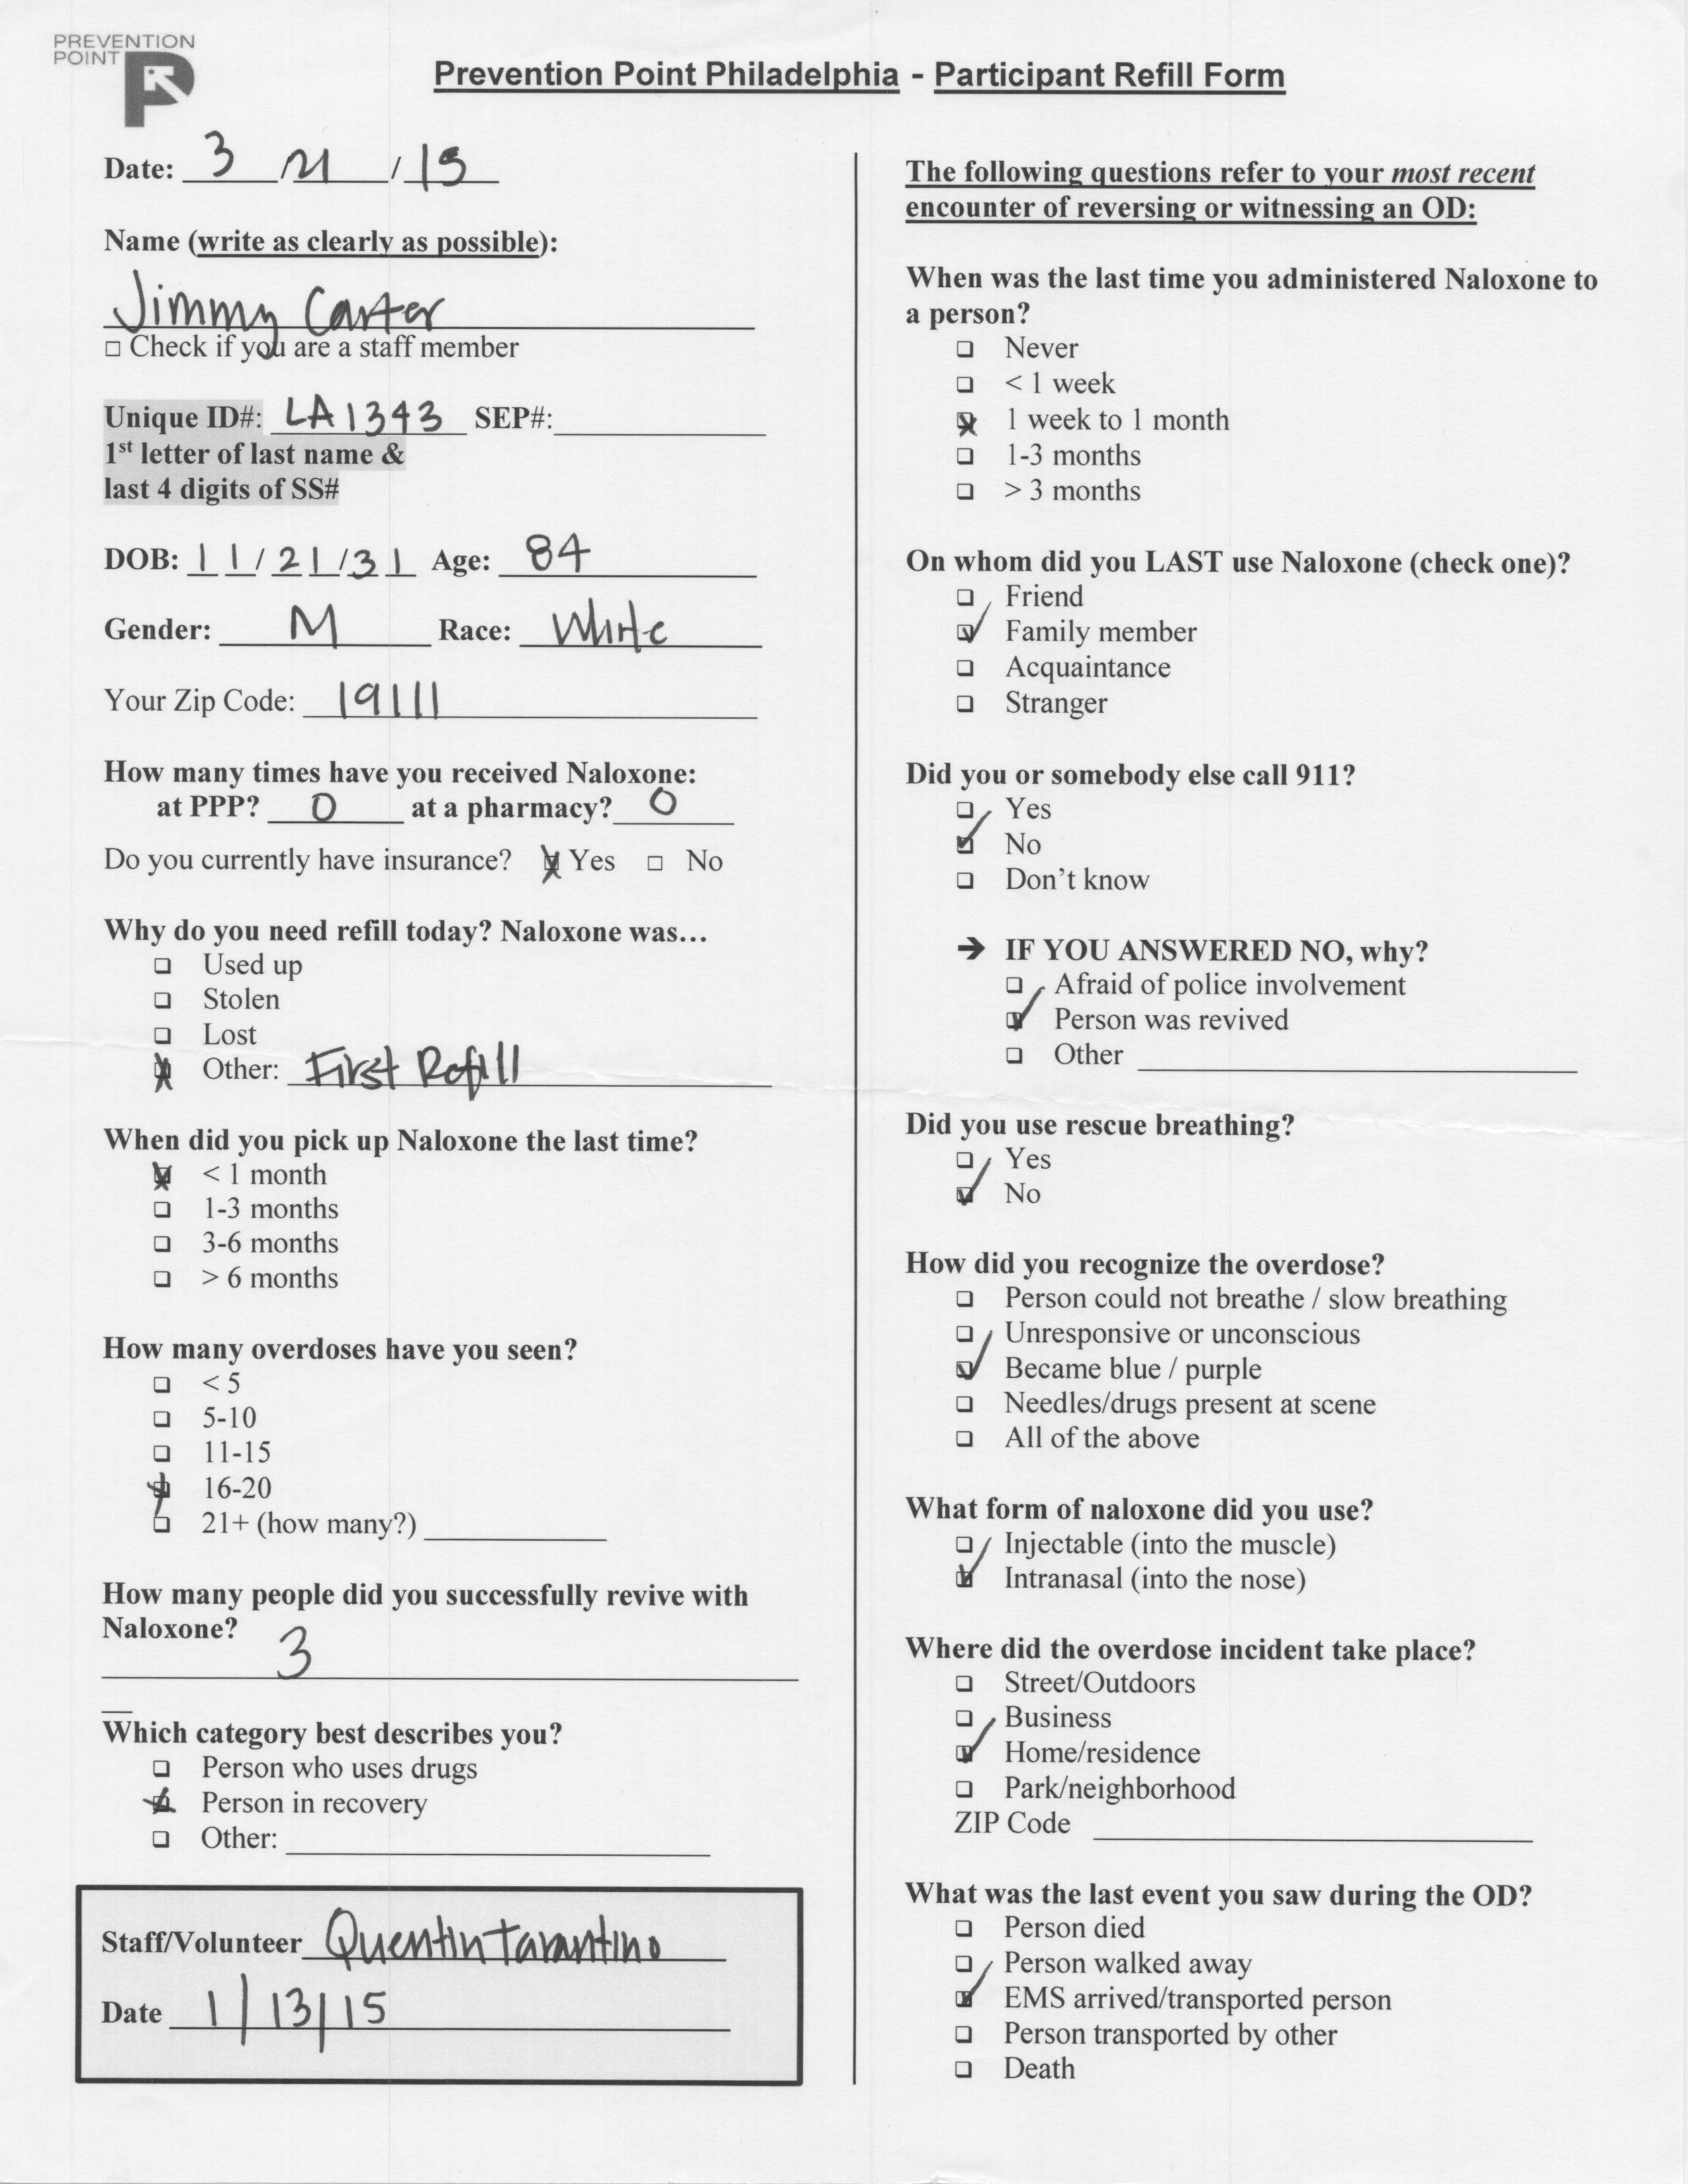 PREVENTION
POINT
Prevention Point Philadelphia - Participant Refill Form
Date: 3 / 21 / 15
Name (write as clearly as possible):
Jimmy Carter
□ Check if you are a staff member
Unique ID#: LA1343 SEP#:
1st letter of last name &
last 4 digits of SS#
DOB: 11/21/31 Age: 84
Gender: M Race: White
Your Zip Code: 19111
How many times have you received Naloxone:
at PPP? 0 at a pharmacy? 0
Do you currently have insurance? ☒ Yes □ No
Why do you need refill today? Naloxone was…
❑ Used up
❑ Stolen
❑ Lost
☒ Other: First Refill
When did you pick up Naloxone the last time?
☒ < 1 month
❑ 1-3 months
❑ 3-6 months
❑ > 6 months
How many overdoses have you seen?
❑ < 5
❑ 5-10
❑ 11-15
☒ 16-20
❑ 21+ (how many?)
How many people did you successfully revive with
Naloxone?
3
Which category best describes you?
❑ Person who uses drugs
☒ Person in recovery
❑ Other:
Staff/Volunteer Quentin Tarantino
Date 1/13/15
The following questions refer to your most recent
encounter of reversing or witnessing an OD:
When was the last time you administered Naloxone to
a person?
❑ Never
❑ < 1 week
☒ 1 week to 1 month
❑ 1-3 months
❑ > 3 months
On whom did you LAST use Naloxone (check one)?
❑ Friend
☑ Family member
❑ Acquaintance
❑ Stranger
Did you or somebody else call 911?
❑ Yes
☑ No
❑ Don’t know
➔ IF YOU ANSWERED NO, why?
❑ Afraid of police involvement
☑ Person was revived
❑ Other
Did you use rescue breathing?
❑ Yes
☑ No
How did you recognize the overdose?
❑ Person could not breathe / slow breathing
❑ Unresponsive or unconscious
☑ Became blue / purple
❑ Needles/drugs present at scene
❑ All of the above
What form of naloxone did you use?
❑ Injectable (into the muscle)
☑ Intranasal (into the nose)
Where did the overdose incident take place?
❑ Street/Outdoors
❑ Business
☑ Home/residence
❑ Park/neighborhood
ZIP Code
What was the last event you saw during the OD?
❑ Person died
❑ Person walked away
☑ EMS arrived/transported person
❑ Person transported by other
❑ Death